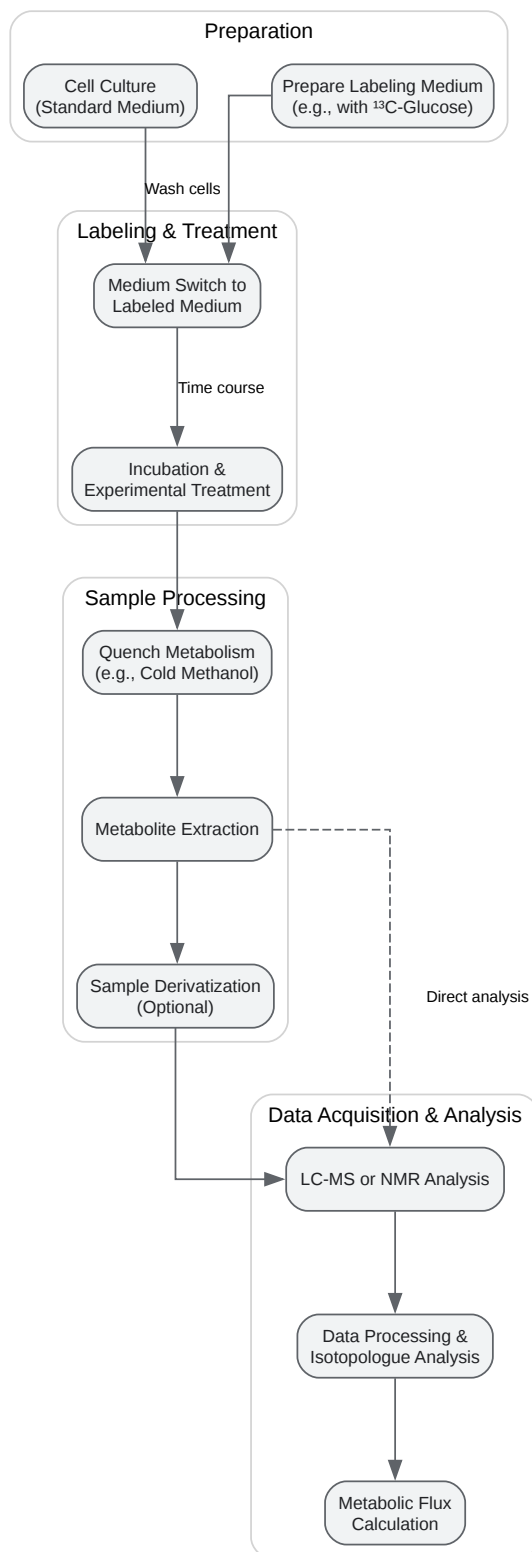 Preparation
Cell Culture
(Standard Medium)
Prepare Labeling Medium
(e.g., with ¹³C-Glucose)
Wash cells
Labeling & Treatment
Medium Switch to
Labeled Medium
Time course
Incubation &
Experimental Treatment
Sample Processing
Quench Metabolism
(e.g., Cold Methanol)
Metabolite Extraction
Sample Derivatization
(Optional)
Direct analysis
Data Acquisition & Analysis
LC-MS or NMR Analysis
Data Processing &
Isotopologue Analysis
Metabolic Flux
Calculation